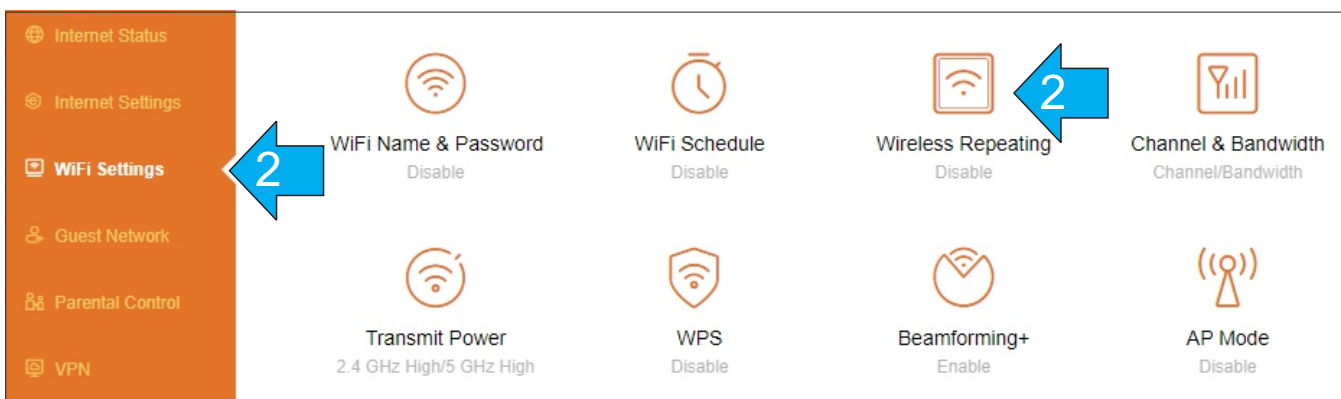 Internet Status
Internet Settings
WiFi Settings
Guest Network
Parental Control
VPN
2
2
WiFi Name & Password
Disable
WiFi Schedule
Disable
Wireless Repeating
Disable
Channel & Bandwidth
Channel/Bandwidth
Transmit Power
2.4 GHz High/5 GHz High
WPS
Disable
Beamforming+
Enable
AP Mode
Disable